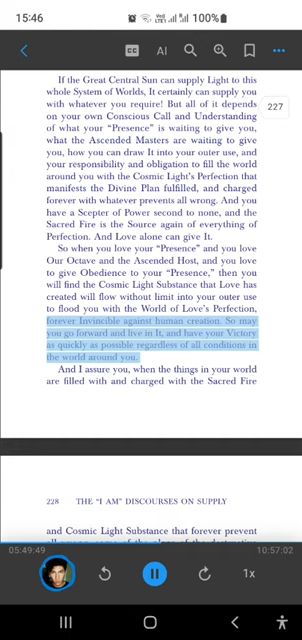 15:46
100%
CC
AI
227
If the Great Central Sun can supply Light to this
whole System of Worlds, It certainly can supply you
with whatever you require! But all of it depends
on your own Conscious Call and Understanding
of what your "Presence" is waiting to give you,
what the Ascended Masters are waiting to give
you, how you can draw It into your outer use, and
your responsibility and obligation to fill the world
around you with the Cosmic Light's Perfection that
manifests the Divine Plan fulfilled, and charged
forever with whatever prevents all wrong. And you
have a Scepter of Power second to none, and the
Sacred Fire is the Source again of everything of
Perfection. And Love alone can give It.
So when you love your "Presence" and you love
Our Octave and the Ascended Host, and you love
to give Obedience to your "Presence," then you
will find the Cosmic Light Substance that Love has
created will flow without limit into your outer use
to flood you with the World of Love's Perfection,
forever Invincible against human creation. So may
you go forward and live in It, and have your Victory
as quickly as possible regardless of all conditions in
the world around you.
And I assure you, when the things in your world
are filled with and charged with the Sacred Fire
228 THE "I AM" DISCOURSES ON SUPPLY
and Cosmic Light Substance that forever prevent
05:49:49
10:57:02
1x